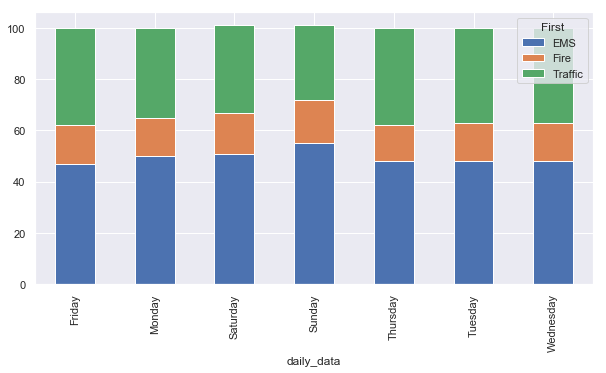 100
80
60
40
20
0
First
EMS
Fire
Traffic
Friday
Monday
Saturday
Sunday
Thursday
Tuesday
Wednesday
daily_data